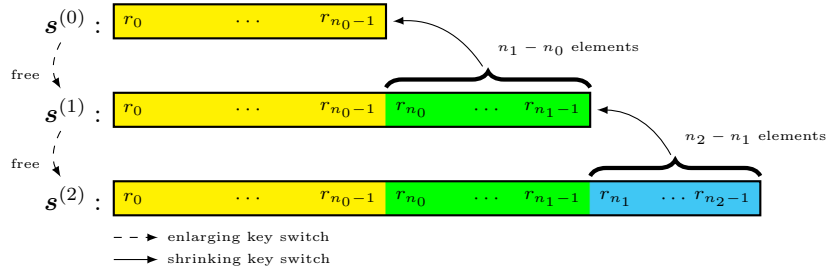 s^(0) : r_0 ⋯ r_{n_0−1}
n_1 − n_0 elements
free
s^(1) : r_0 ⋯ r_{n_0−1} r_{n_0} ⋯ r_{n_1−1}
n_2 − n_1 elements
free
s^(2) : r_0 ⋯ r_{n_0−1} r_{n_0} ⋯ r_{n_1−1} r_{n_1} ⋯ r_{n_2−1}
enlarging key switch
shrinking key switch